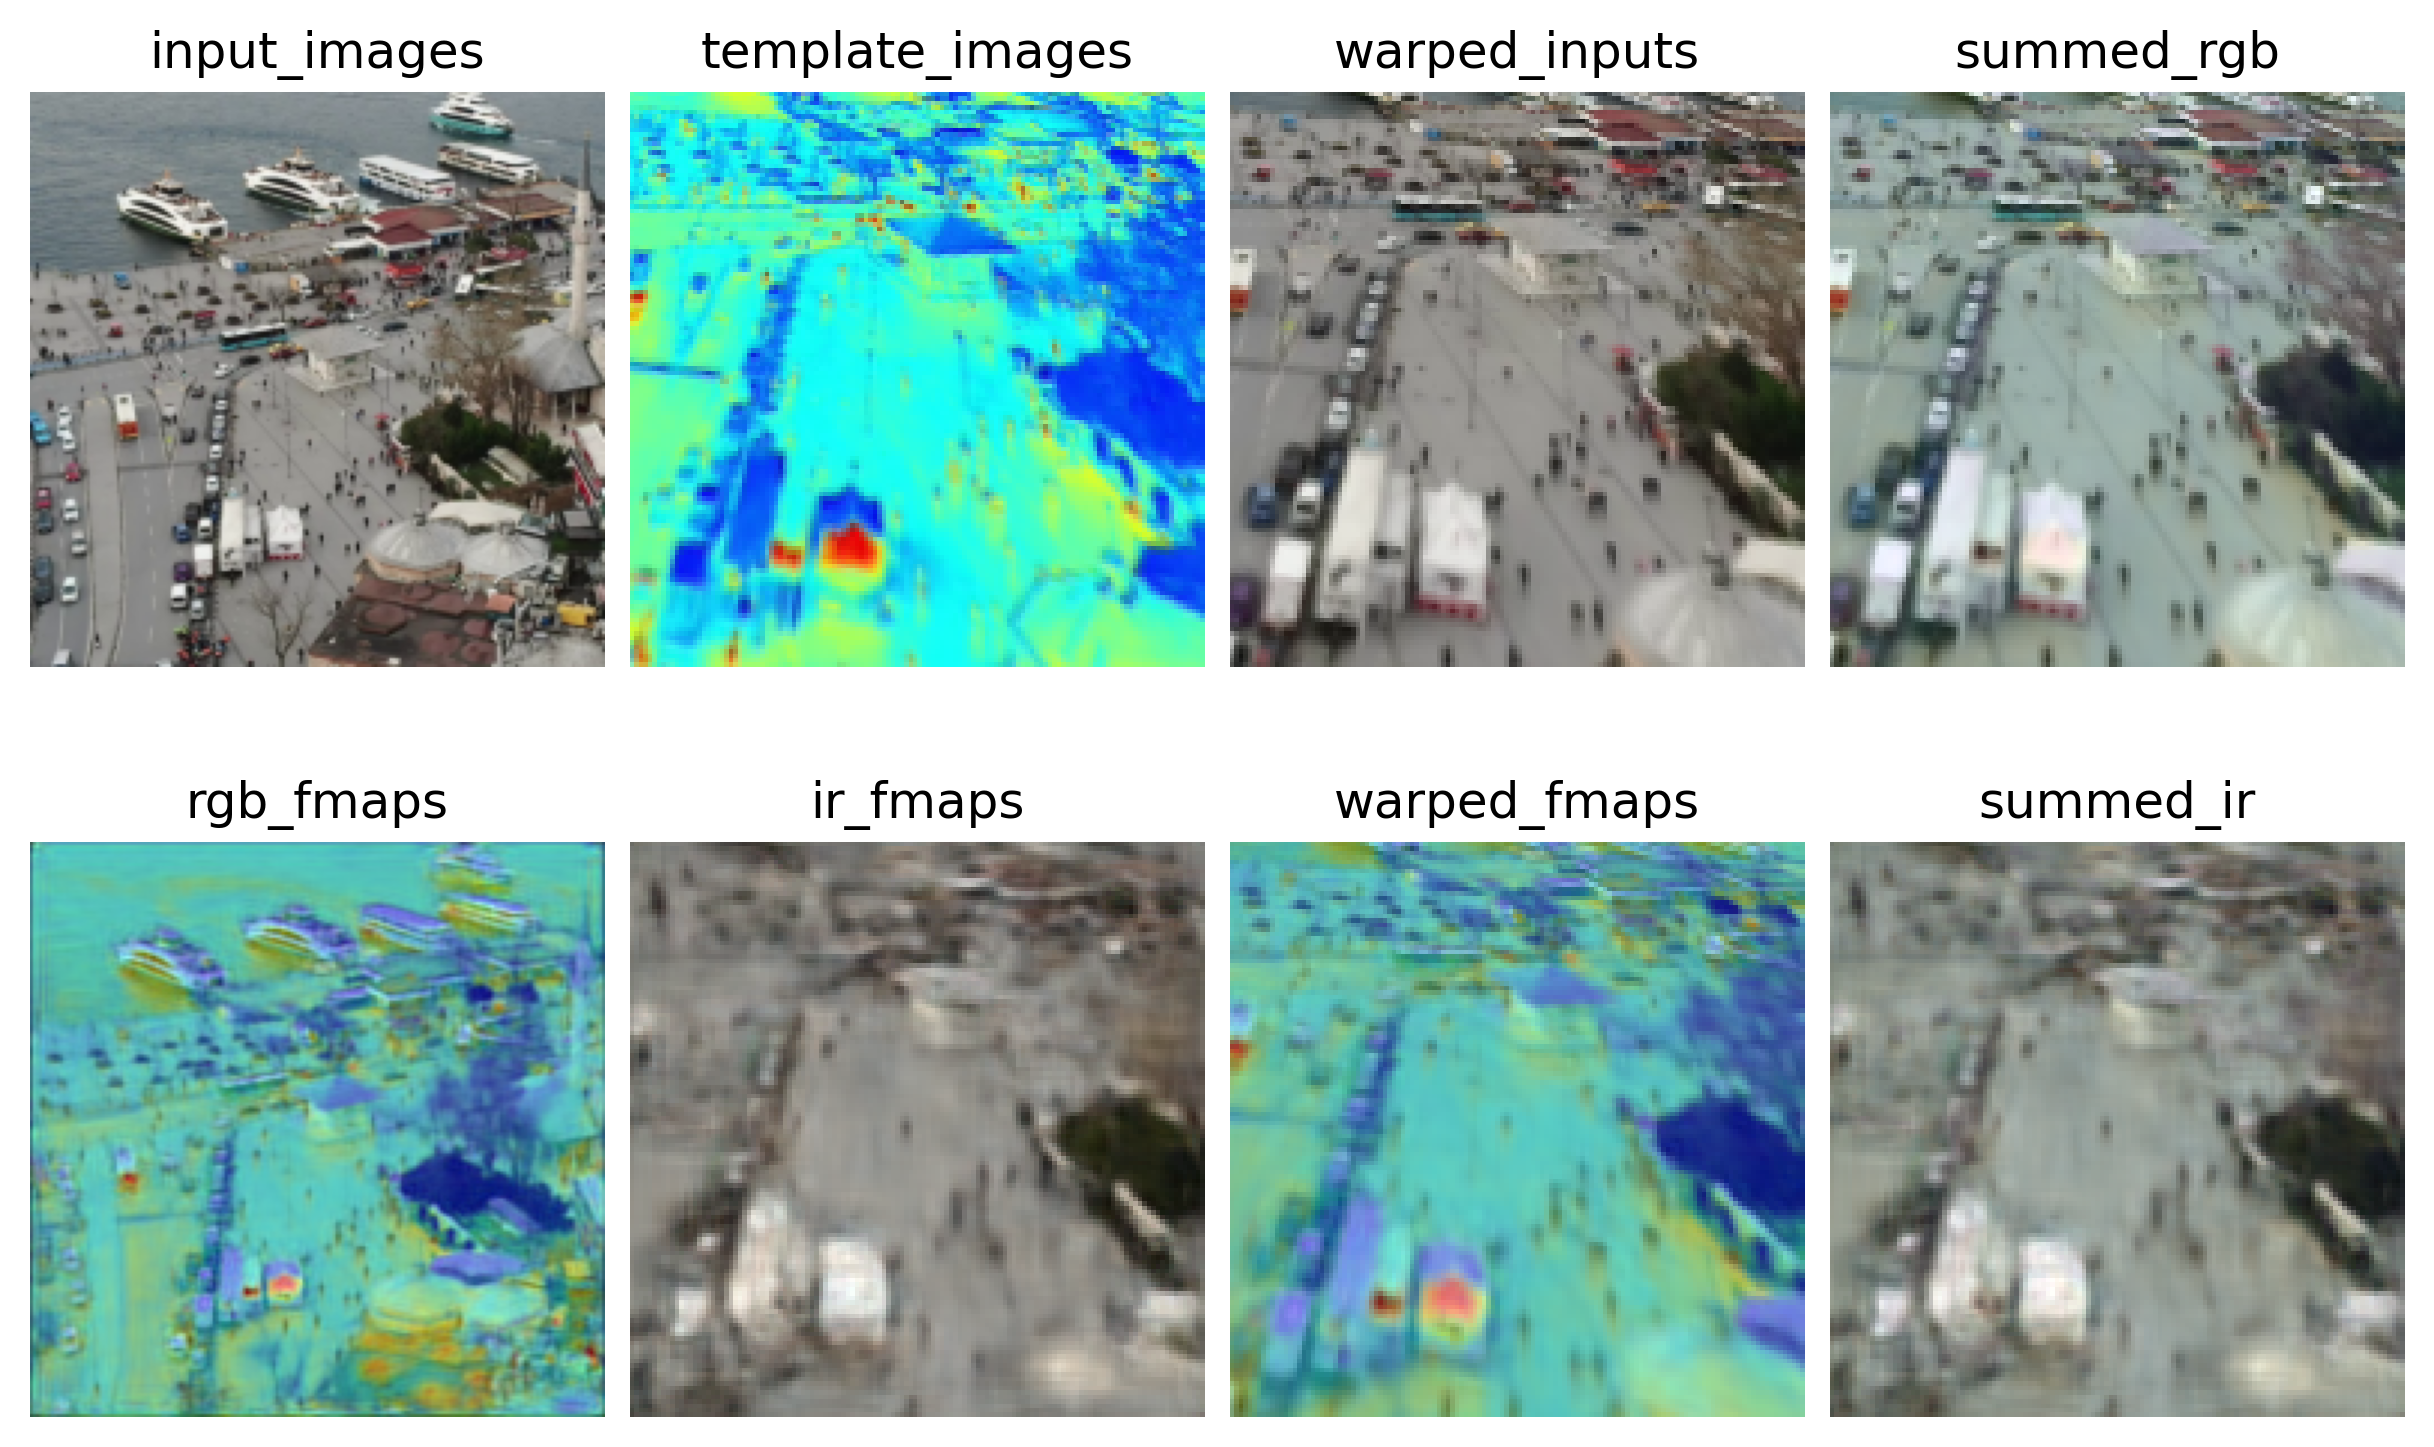 input_images
template_images
warped_inputs
summed_rgb
rgb_fmaps
ir_fmaps
warped_fmaps
summed_ir